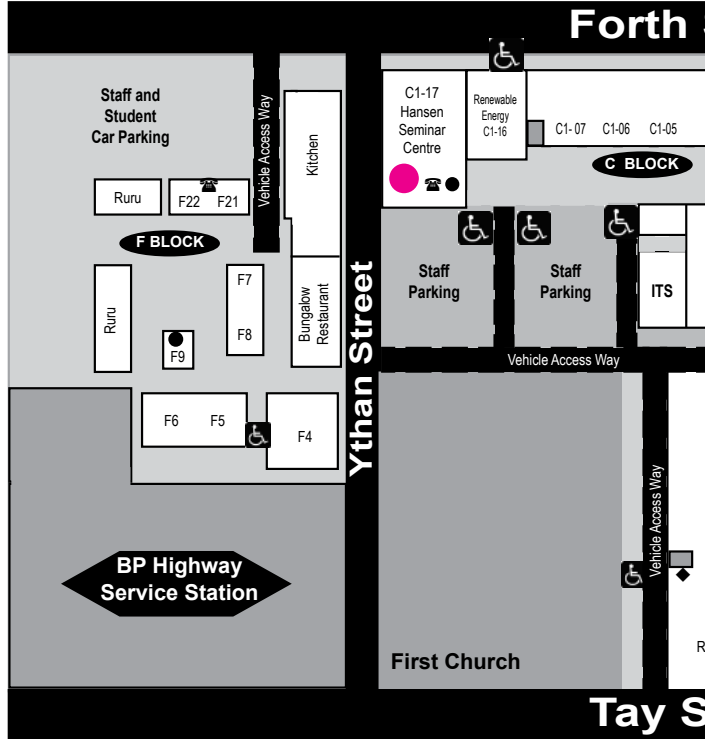 Forth
Staff and
Student
Car Parking
Vehicle Access Way
Kitchen
C1-17
Hansen
Seminar
Centre
Renewable
Energy
C1-16
C1- 07
C1-06
C1-05
C BLOCK
Ruru
F22
F21
F BLOCK
Ruru
F7
F8
F9
Bungalow
Restaurant
Ythan Street
Staff
Parking
Staff
Parking
ITS
Vehicle Access Way
F6
F5
F4
Vehicle Access Way
BP Highway
Service Station
First Church
R
Tay S